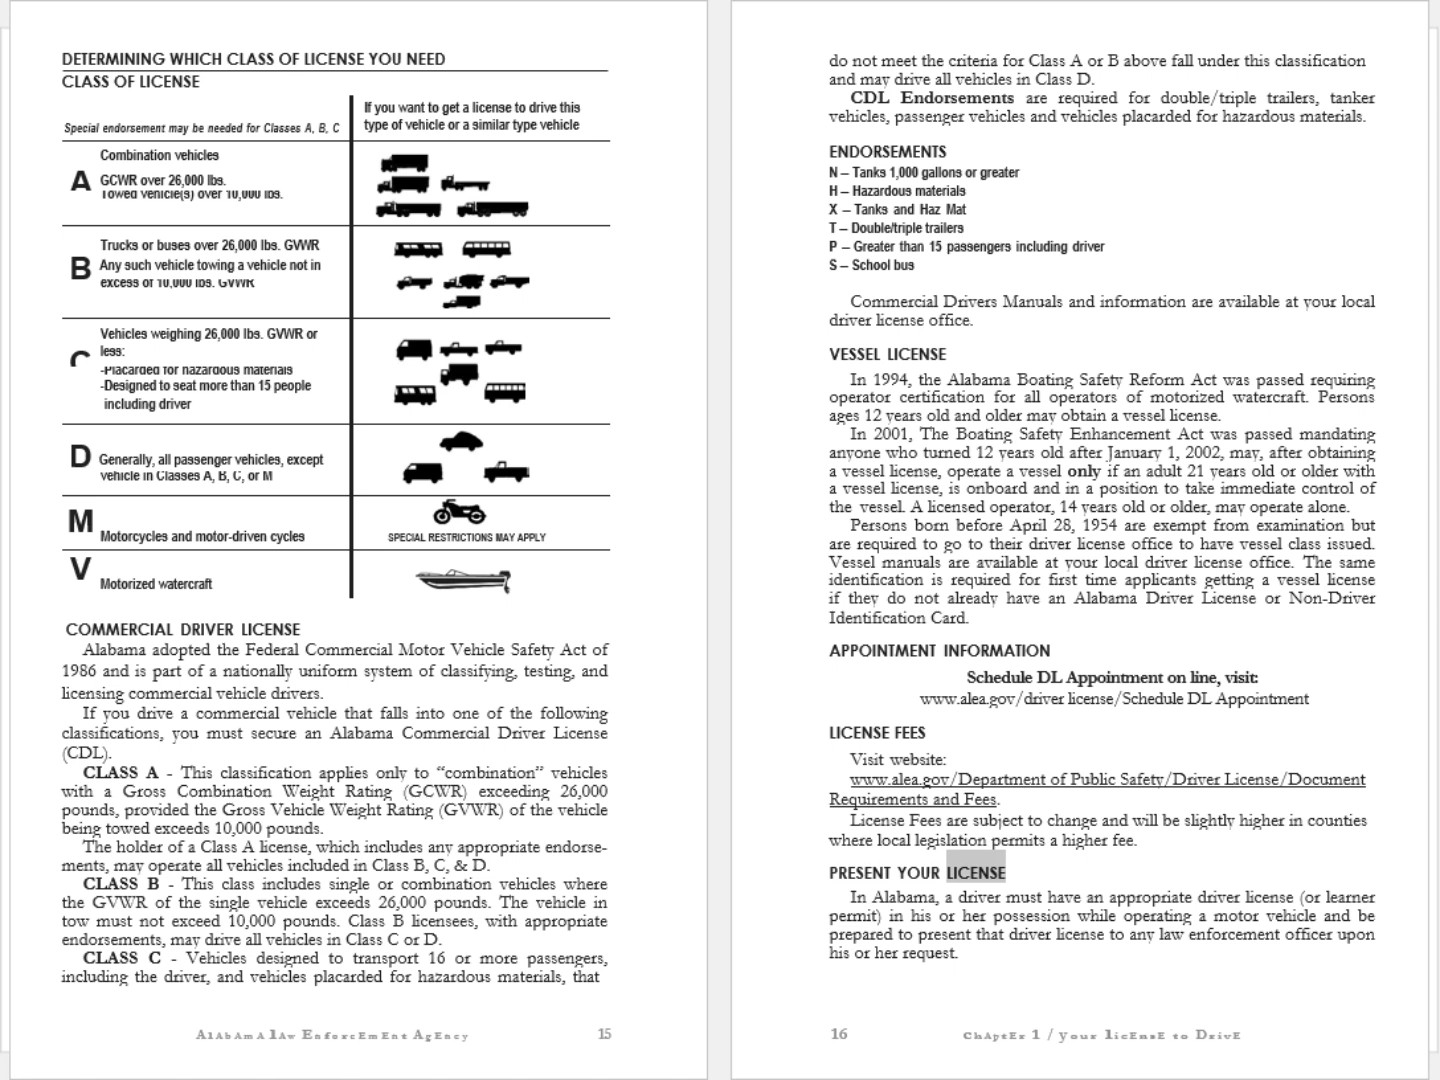 DETERMINING WHICH CLASS OF LICENSE YOU NEED
CLASS OF LICENSE
Special endorsement may be needed for Classes A, B, C
If you want to get a license to drive this
type of vehicle or a similar type vehicle
A
Combination vehicles
GCWR over 26,000 lbs.
Towed vehicle(s) over 10,000 lbs.
B
Trucks or buses over 26,000 lbs. GVWR
Any such vehicle towing a vehicle not in
excess of 10,000 lbs. GVWR
C
Vehicles weighing 26,000 lbs. GVWR or
less:
-Placarded for hazardous materials
-Designed to seat more than 15 people
including driver
D
Generally, all passenger vehicles, except
vehicle in Classes A, B, C, or M
M
Motorcycles and motor-driven cycles
SPECIAL RESTRICTIONS MAY APPLY
V
Motorized watercraft
COMMERCIAL DRIVER LICENSE
Alabama adopted the Federal Commercial Motor Vehicle Safety Act of
1986 and is part of a nationally uniform system of classifying, testing, and
licensing commercial vehicle drivers.
If you drive a commercial vehicle that falls into one of the following
classifications, you must secure an Alabama Commercial Driver License
(CDL).
CLASS A - This classification applies only to “combination” vehicles
with a Gross Combination Weight Rating (GCWR) exceeding 26,000
pounds, provided the Gross Vehicle Weight Rating (GVWR) of the vehicle
being towed exceeds 10,000 pounds.
The holder of a Class A license, which includes any appropriate endorse-
ments, may operate all vehicles included in Class B, C, & D.
CLASS B - This class includes single or combination vehicles where
the GVWR of the single vehicle exceeds 26,000 pounds. The vehicle in
tow must not exceed 10,000 pounds. Class B licensees, with appropriate
endorsements, may drive all vehicles in Class C or D.
CLASS C - Vehicles designed to transport 16 or more passengers,
including the driver, and vehicles placarded for hazardous materials, that
AlAbAmA lAw EnforcEmEnt AgEncy 15
do not meet the criteria for Class A or B above fall under this classification
and may drive all vehicles in Class D.
CDL Endorsements are required for double/triple trailers, tanker
vehicles, passenger vehicles and vehicles placarded for hazardous materials.
ENDORSEMENTS
N – Tanks 1,000 gallons or greater
H – Hazardous materials
X – Tanks and Haz Mat
T – Double/triple trailers
P – Greater than 15 passengers including driver
S – School bus
Commercial Drivers Manuals and information are available at your local
driver license office.
VESSEL LICENSE
In 1994, the Alabama Boating Safety Reform Act was passed requiring
operator certification for all operators of motorized watercraft. Persons
ages 12 years old and older may obtain a vessel license.
In 2001, The Boating Safety Enhancement Act was passed mandating
anyone who turned 12 years old after January 1, 2002, may, after obtaining
a vessel license, operate a vessel only if an adult 21 years old or older with
a vessel license, is onboard and in a position to take immediate control of
the vessel. A licensed operator, 14 years old or older, may operate alone.
Persons born before April 28, 1954 are exempt from examination but
are required to go to their driver license office to have vessel class issued.
Vessel manuals are available at your local driver license office. The same
identification is required for first time applicants getting a vessel license
if they do not already have an Alabama Driver License or Non-Driver
Identification Card.
APPOINTMENT INFORMATION
Schedule DL Appointment on line, visit:
www.alea.gov/driver license/Schedule DL Appointment
LICENSE FEES
Visit website:
www.alea.gov/Department of Public Safety/Driver License/Document
Requirements and Fees.
License Fees are subject to change and will be slightly higher in counties
where local legislation permits a higher fee.
PRESENT YOUR LICENSE
In Alabama, a driver must have an appropriate driver license (or learner
permit) in his or her possession while operating a motor vehicle and be
prepared to present that driver license to any law enforcement officer upon
his or her request.
16 ChAptEr 1 / your licEnsE to DrivE